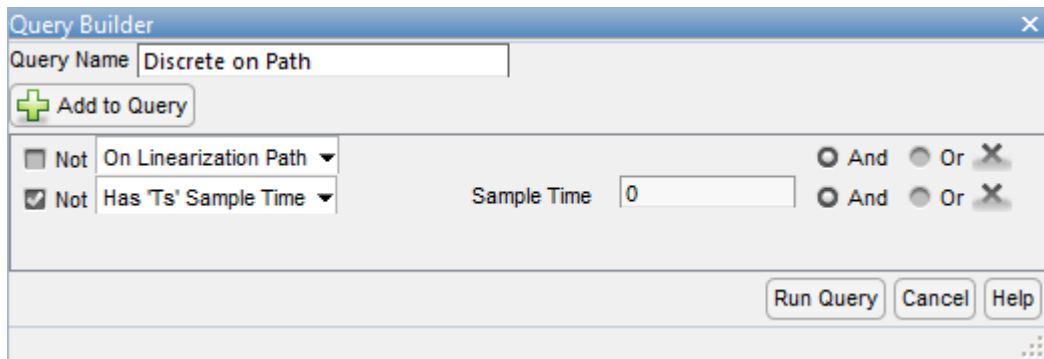 Query Builder
Query Name Discrete on Path
Add to Query
Not On Linearization Path And Or
Not Has 'Ts' Sample Time Sample Time 0 And Or
Run Query Cancel Help